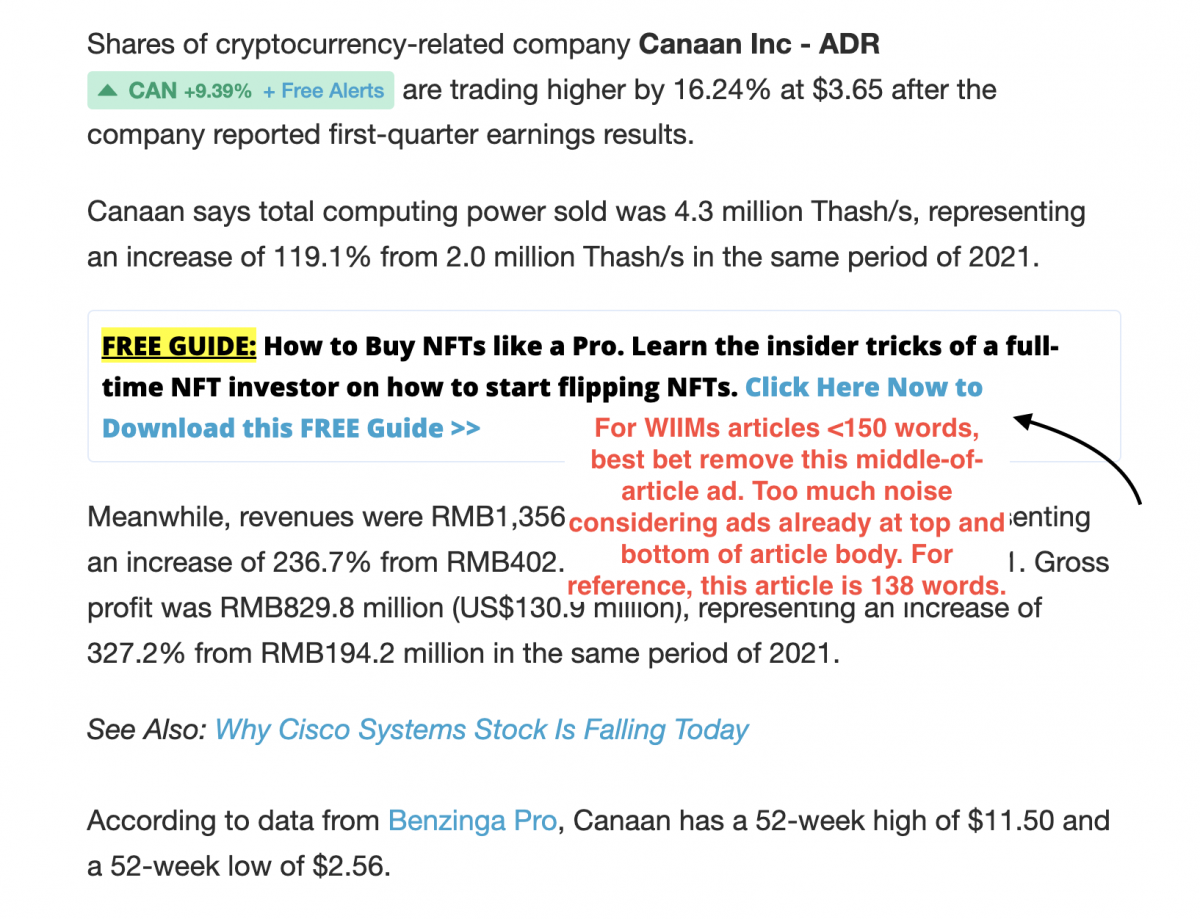 Shares of cryptocurrency-related company Canaan Inc - ADR
▲ CAN +9.39% + Free Alerts are trading higher by 16.24% at $3.65 after the
company reported first-quarter earnings results.
Canaan says total computing power sold was 4.3 million Thash/s, representing
an increase of 119.1% from 2.0 million Thash/s in the same period of 2021.
FREE GUIDE: How to Buy NFTs like a Pro. Learn the insider tricks of a full-
time NFT investor on how to start flipping NFTs. Click Here Now to
Download this FREE Guide >>
For WIIMs articles <150 words,
best bet remove this middle-of-
article ad. Too much noise
considering ads already at top and
bottom of article body. For
reference, this article is 138 words.
Meanwhile, revenues were RMB1,356 enting
an increase of 236.7% from RMB402. 1. Gross
profit was RMB829.8 million (US$130.9 million), representing an increase of
327.2% from RMB194.2 million in the same period of 2021.
See Also: Why Cisco Systems Stock Is Falling Today
According to data from Benzinga Pro, Canaan has a 52-week high of $11.50 and
a 52-week low of $2.56.